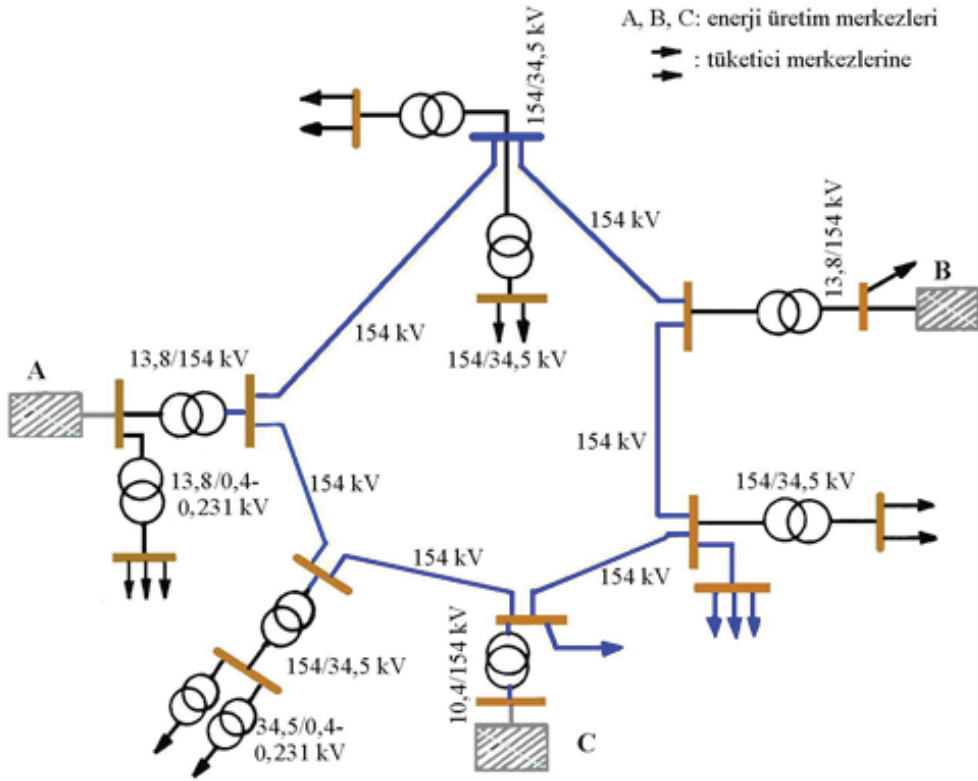 A, B, C: enerji üretim merkezleri
: tüketici merkezlerine
154/34,5 kV
154 kV
13,8/154 kV
B
154 kV
154/34,5 kV
13,8/154 kV
A
154 kV
154/34,5 kV
13,8/0,4-
0,231 kV
154 kV
154 kV
154 kV
154/34,5 kV
10,4/154 kV
34,5/0,4-
0,231 kV
C